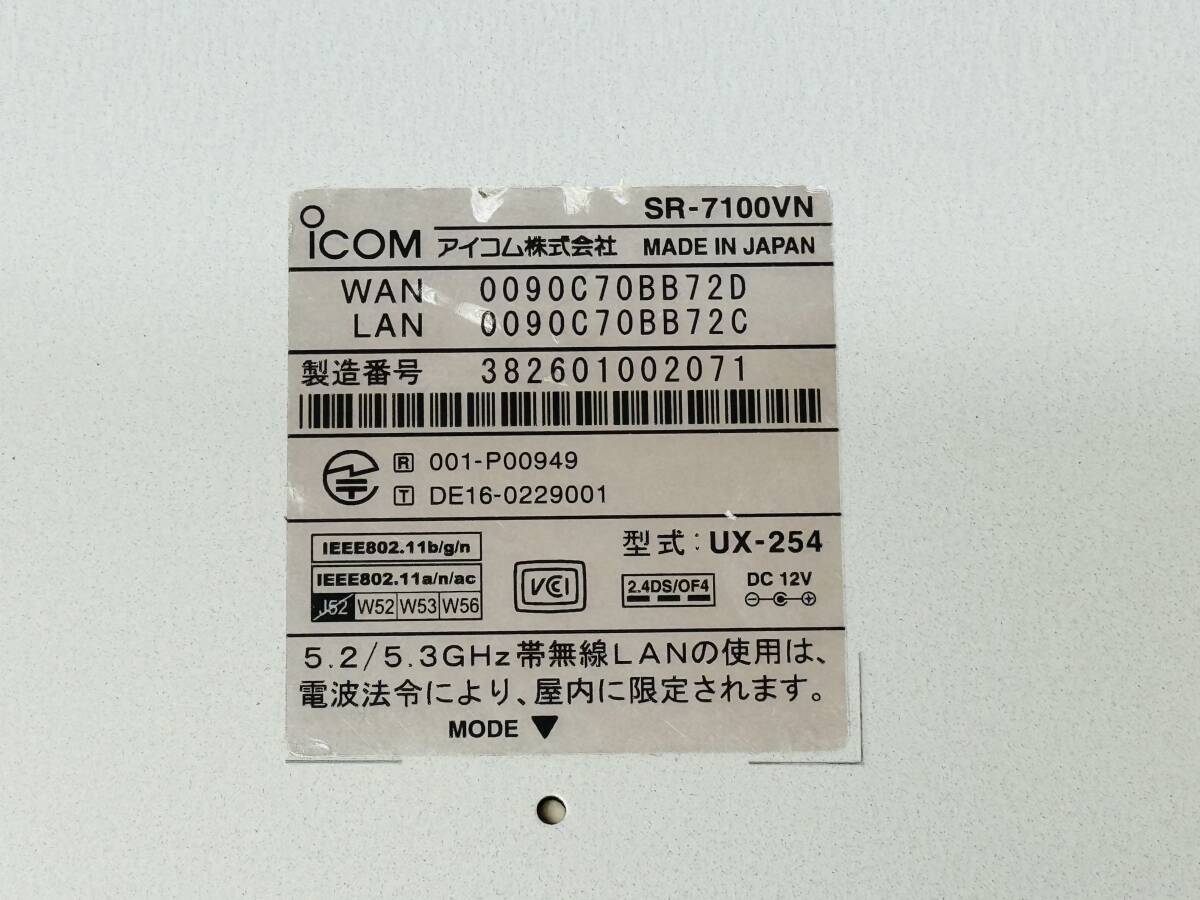 SR-7100VN
ICOM アイコム株式会社 MADE IN JAPAN
WAN 0090C70BB72D
LAN 0090C70BB72C
製造番号 382601002071
R 001-P00949
T DE16-0229001
IEEE802.11b/g/n
IEEE802.11a/n/ac
J52 W52 W53 W56
VCCI
型式:UX-254
2.4DS/OF4
DC 12V
5.2/5.3GHz帯無線LANの使用は、
電波法令により、屋内に限定されます。
MODE ▼